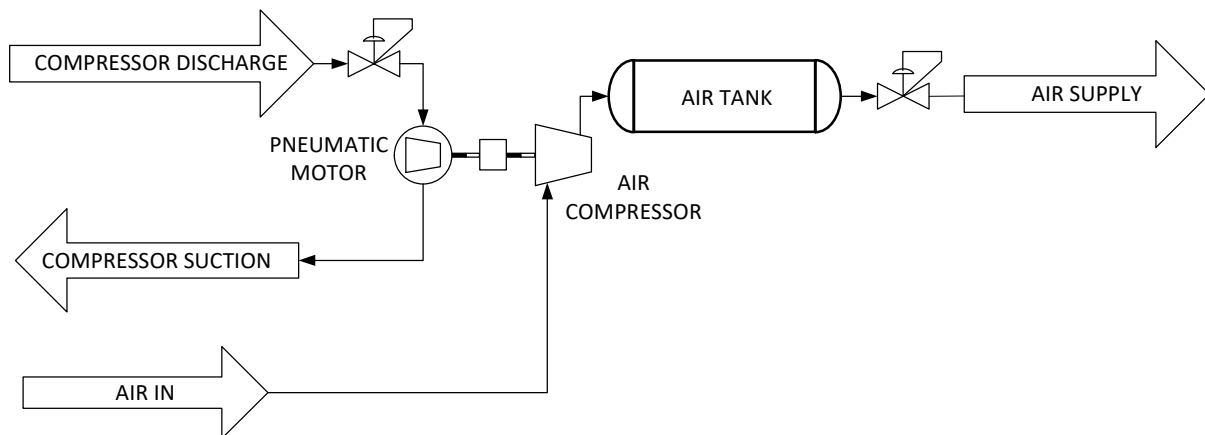 COMPRESSOR DISCHARGE
AIR TANK
AIR SUPPLY
PNEUMATIC
MOTOR
AIR
COMPRESSOR
COMPRESSOR SUCTION
AIR IN